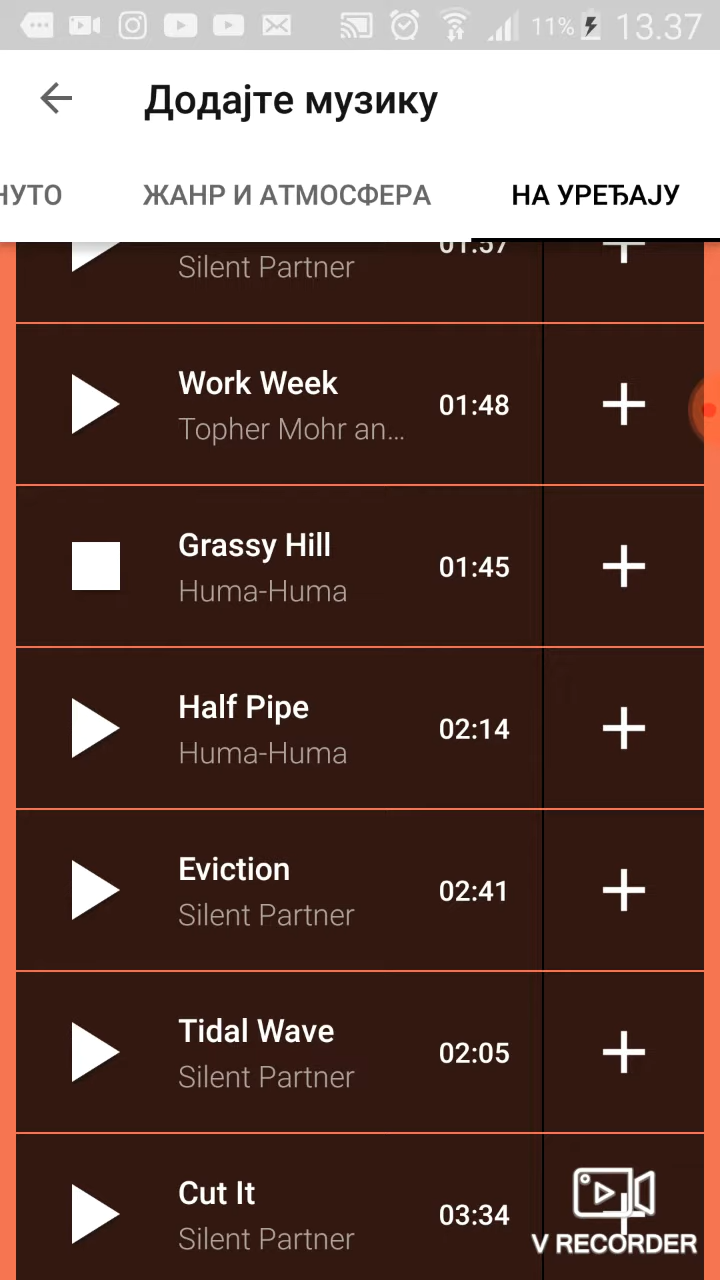 11% 13.37
Додајте музику
НУТО ЖАНР И АТМОСФЕРА НА УРЕЂАЈУ
01:57
Silent Partner
Work Week
01:48
Topher Mohr an...
Grassy Hill
01:45
Huma-Huma
Half Pipe
02:14
Huma-Huma
Eviction
02:41
Silent Partner
Tidal Wave
02:05
Silent Partner
Cut It
03:34
Silent Partner
V RECORDER